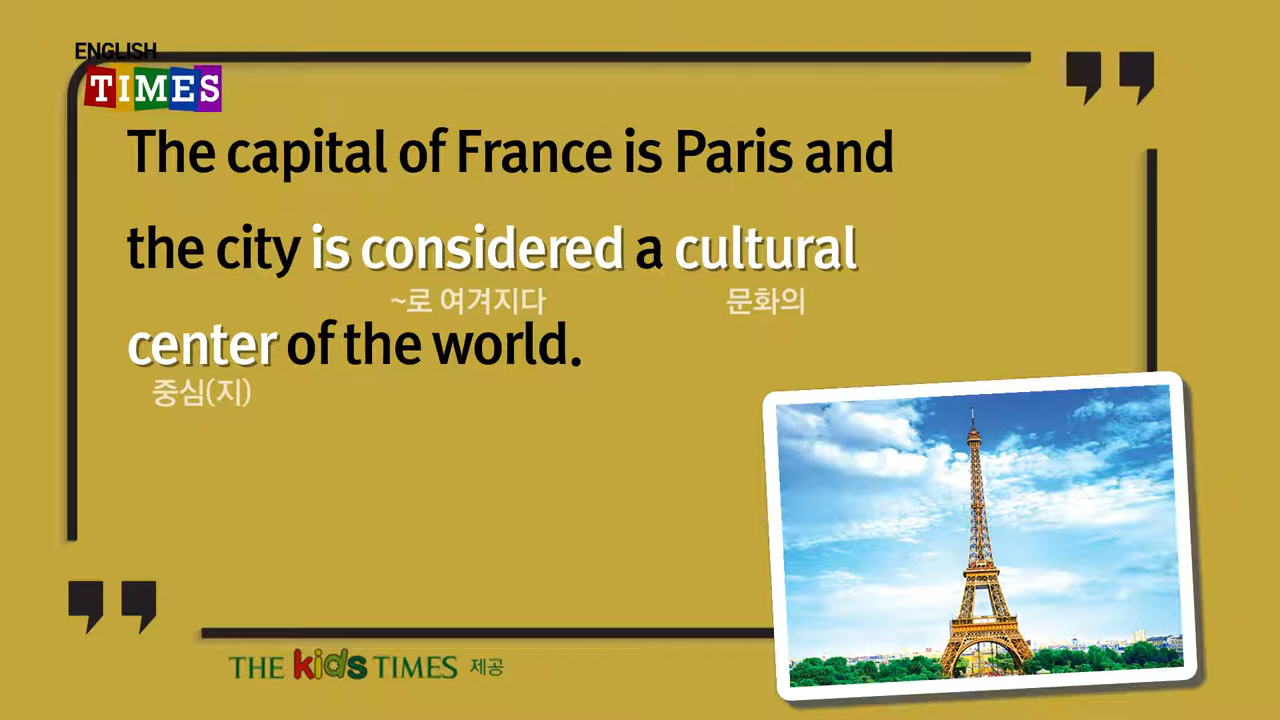 ENGLISH
TIMES
The capital of France is Paris and
the city is considered a cultural
~로 여겨지다 문화의
center of the world.
중심(지)
THE kids TIMES 제공